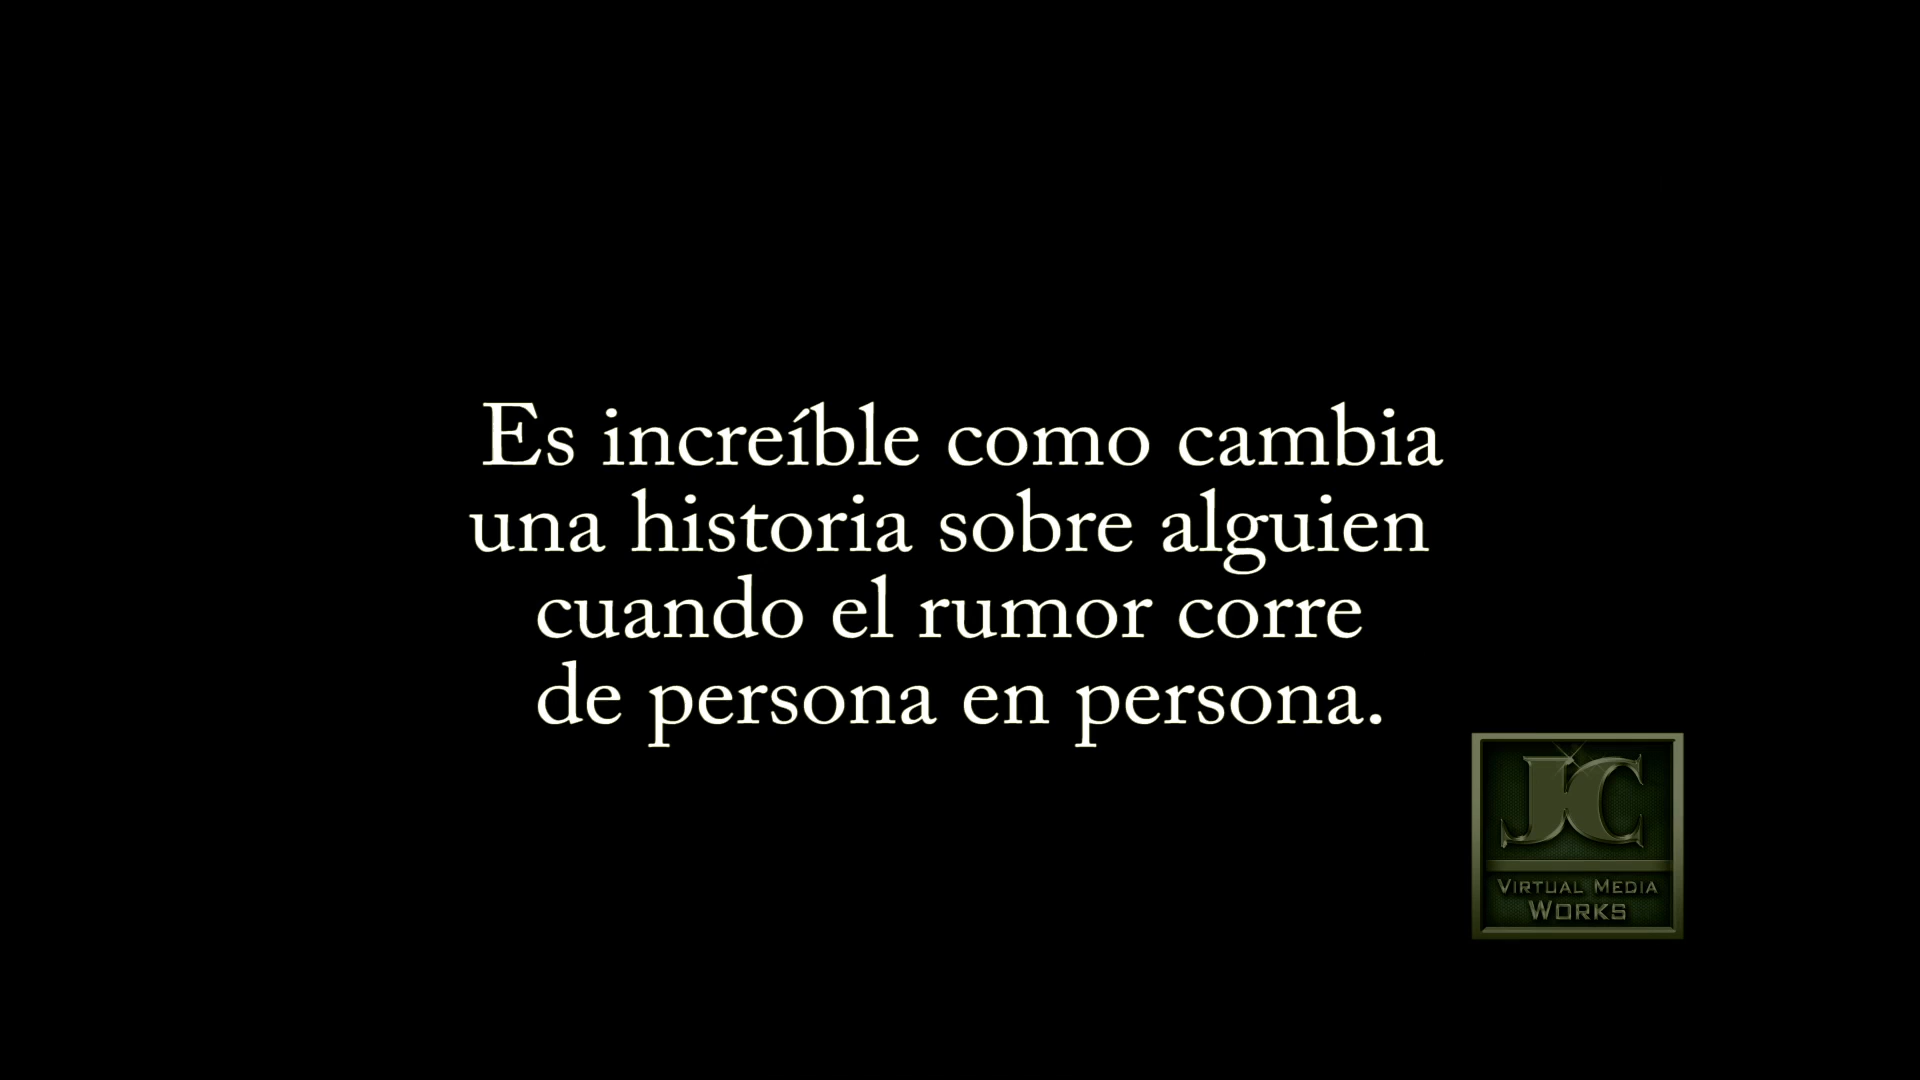 Es increíble como cambia
una historia sobre alguien
cuando el rumor corre
de persona en persona.
JC
VIRTUAL MEDIA
WORKS